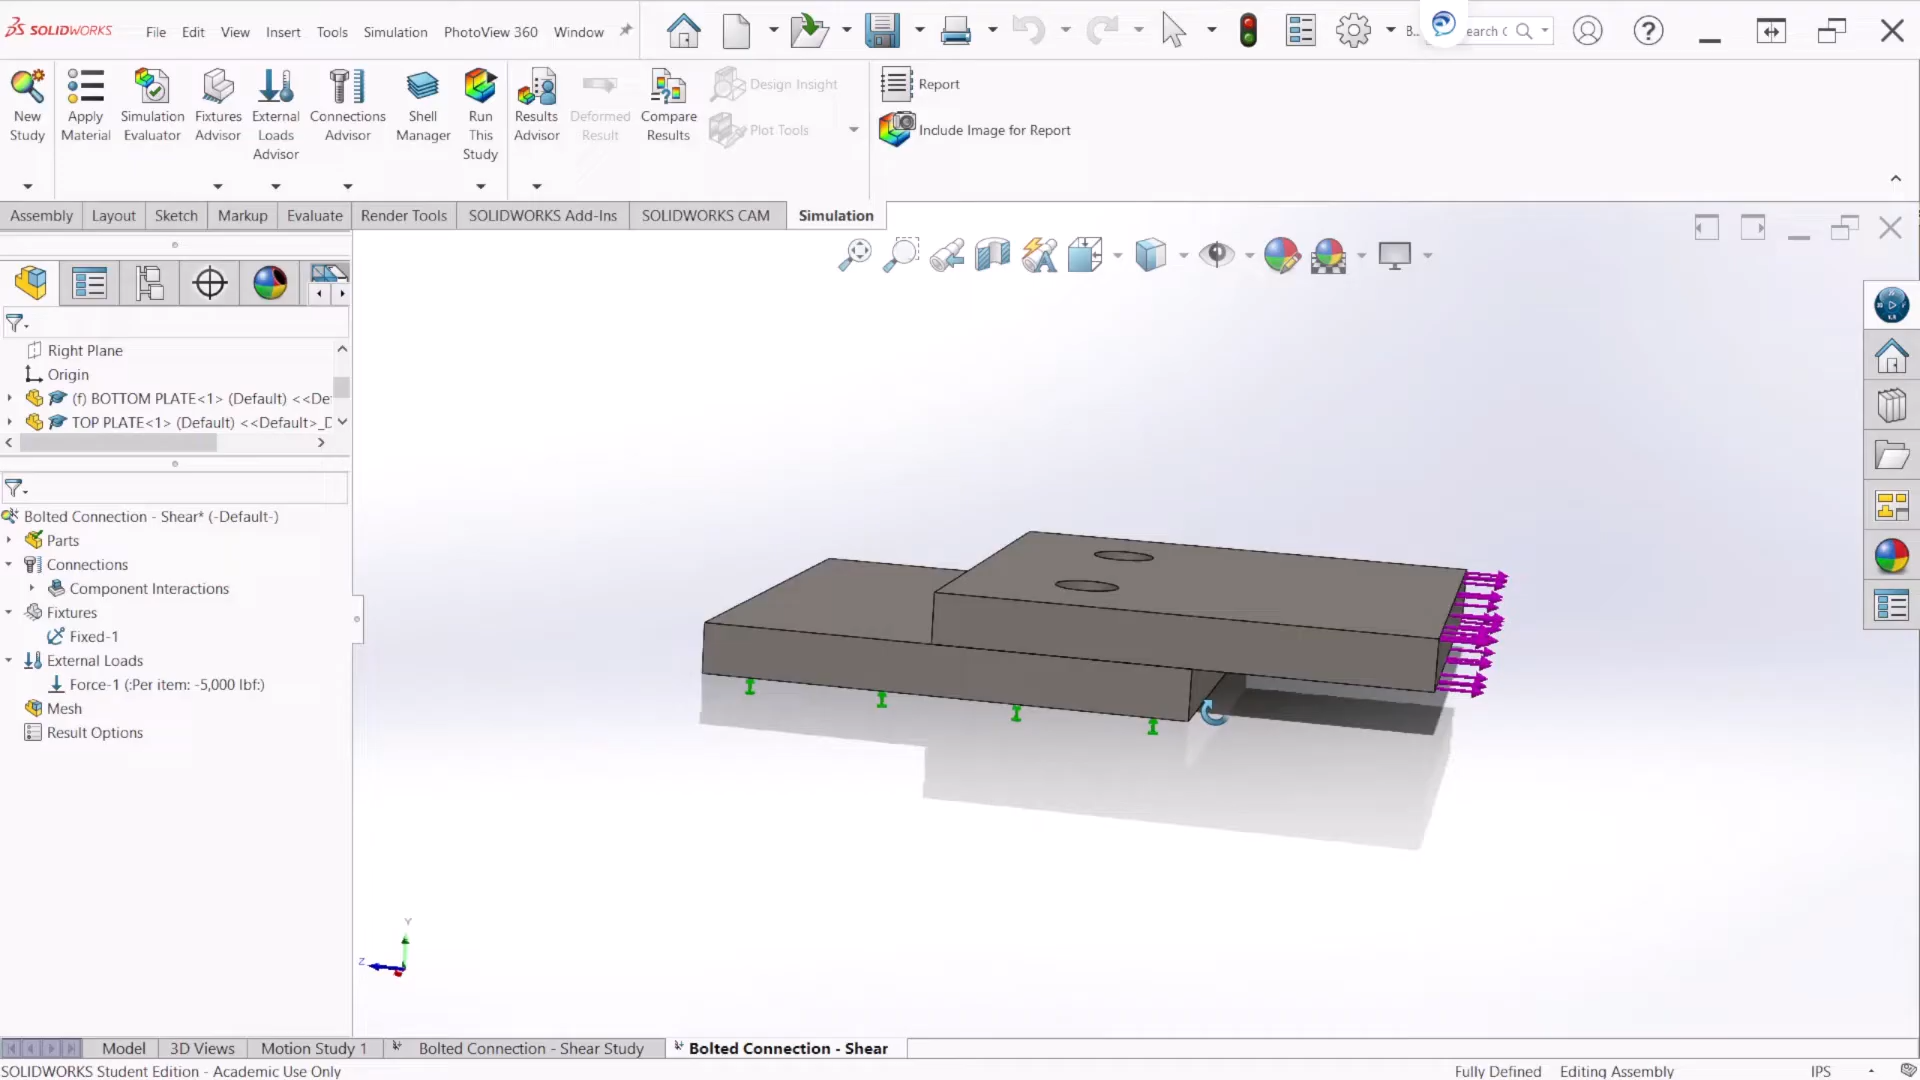 SOLIDWORKS File Edit View Insert Tools Simulation PhotoView 360 Window
B... earch
New Study
Apply Material
Simulation Evaluator
Fixtures Advisor
External Loads Advisor
Connections Advisor
Shell Manager
Run This Study
Results Advisor
Deformed Result
Compare Results
Design Insight
Plot Tools
Report
Include Image for Report
Assembly Layout Sketch Markup Evaluate Render Tools SOLIDWORKS Add-Ins SOLIDWORKS CAM Simulation
Right Plane
Origin
(f) BOTTOM PLATE<1> (Default) <<De
TOP PLATE<1> (Default) <<Default>_D
Bolted Connection - Shear* (-Default-)
Parts
Connections
Component Interactions
Fixtures
Fixed-1
External Loads
Force-1 (:Per item: -5,000 lbf:)
Mesh
Result Options
Y
Z
Model 3D Views Motion Study 1 Bolted Connection - Shear Study Bolted Connection - Shear
SOLIDWORKS Student Edition - Academic Use Only Fully Defined Editing Assembly IPS